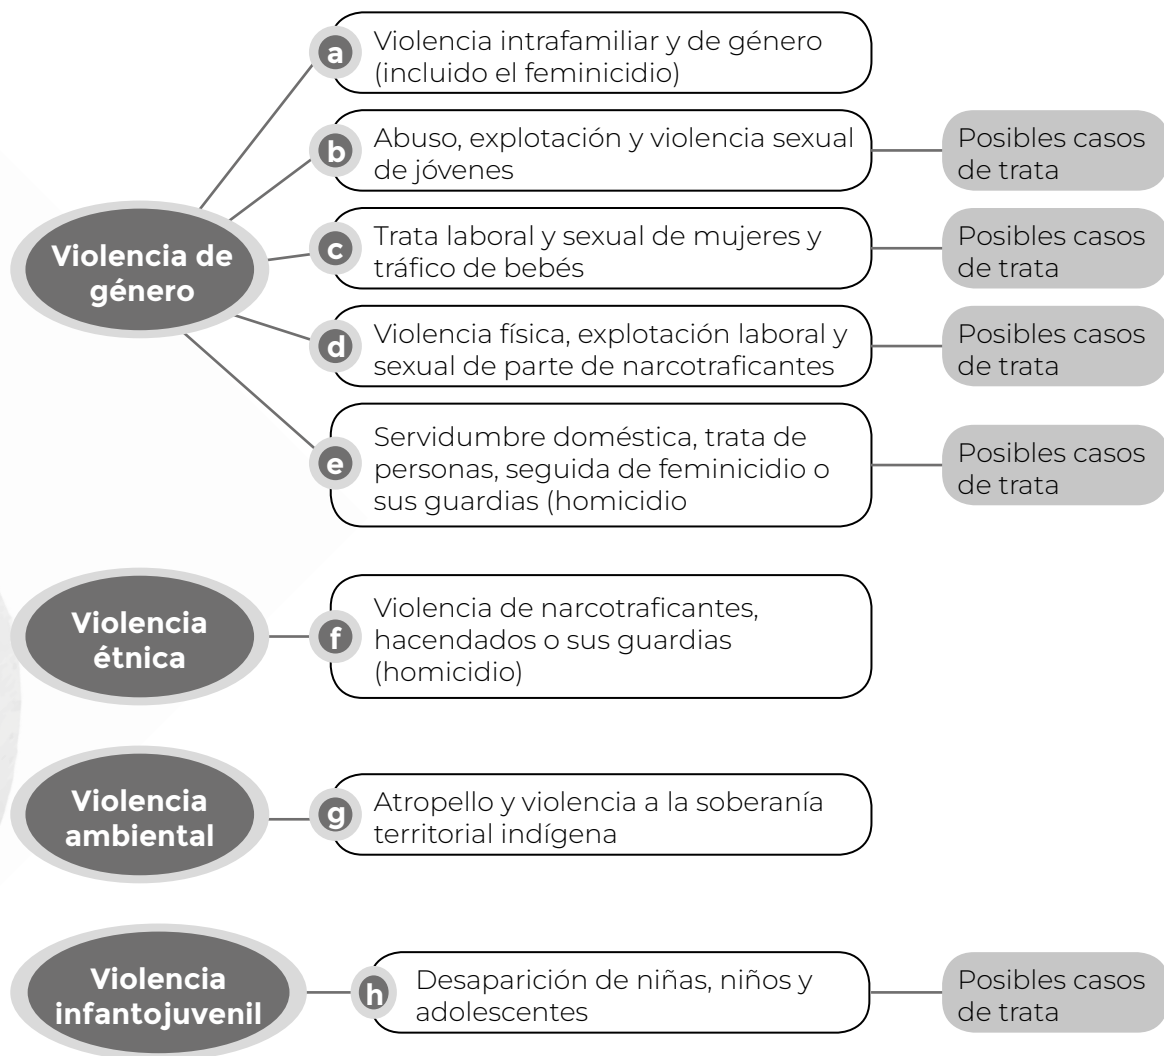 a
Violencia intrafamiliar y de género
(incluido el feminicidio)
b
Abuso, explotación y violencia sexual
de jóvenes
Posibles casos
de trata
Violencia de
género
c
Trata laboral y sexual de mujeres y
tráfico de bebés
Posibles casos
de trata
d
Violencia física, explotación laboral y
sexual de parte de narcotraficantes
Posibles casos
de trata
e
Servidumbre doméstica, trata de
personas, seguida de feminicidio o
sus guardias (homicidio
Posibles casos
de trata
Violencia
étnica
f
Violencia de narcotraficantes,
hacendados o sus guardias
(homicidio)
Violencia
ambiental
g
Atropello y violencia a la soberanía
territorial indígena
Violencia
infantojuvenil
h
Desaparición de niñas, niños y
adolescentes
Posibles casos
de trata